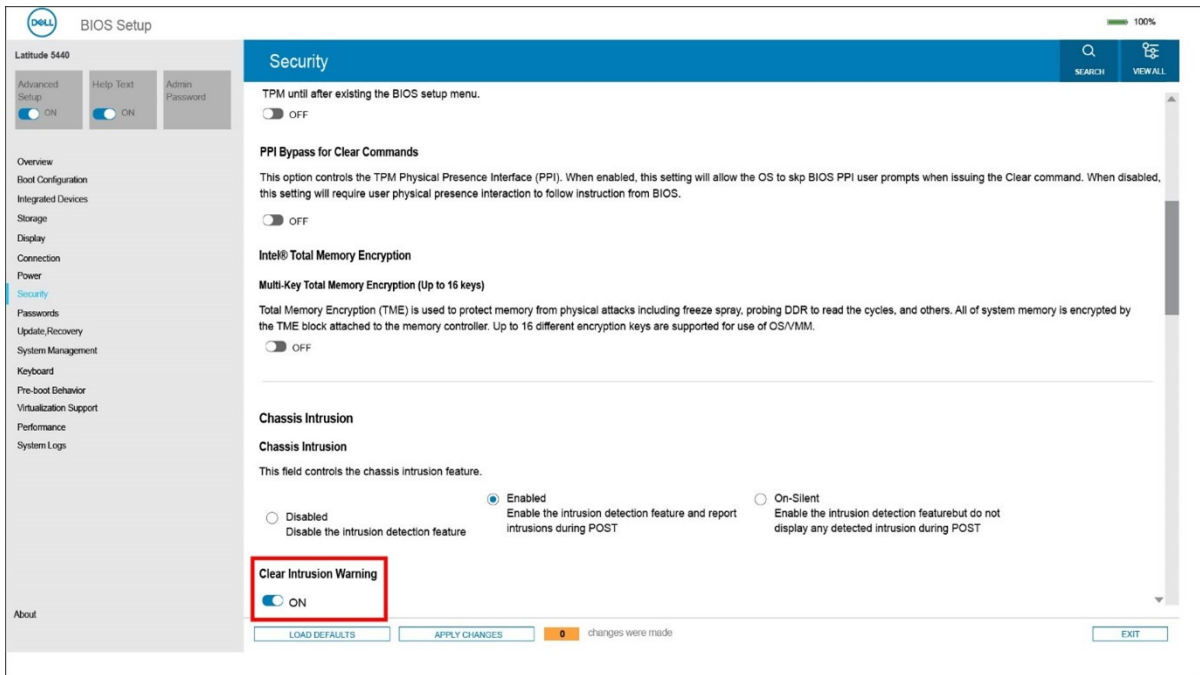 DELL
BIOS Setup
100%
Latitude 5440
Advanced Setup
ON
Help Text
ON
Admin Password
Overview
Boot Configuration
Integrated Devices
Storage
Display
Connection
Power
Security
Passwords
Update,Recovery
System Management
Keyboard
Pre-boot Behavior
Virtualization Support
Performance
System Logs
About
Security
SEARCH
VIEW ALL
TPM until after existing the BIOS setup menu.
OFF
PPI Bypass for Clear Commands
This option controls the TPM Physical Presence Interface (PPI). When enabled, this setting will allow the OS to skp BIOS PPI user prompts when issuing the Clear command. When disabled,
this setting will require user physical presence interaction to follow instruction from BIOS.
OFF
Intel® Total Memory Encryption
Multi-Key Total Memory Encryption (Up to 16 keys)
Total Memory Encryption (TME) is used to protect memory from physical attacks including freeze spray, probing DDR to read the cycles, and others. All of system memory is encrypted by
the TME block attached to the memory controller. Up to 16 different encryption keys are supported for use of OS/VMM.
OFF
Chassis Intrusion
Chassis Intrusion
This field controls the chassis intrusion feature.
Disabled
Disable the intrusion detection feature
Enabled
Enable the intrusion detection feature and report
intrusions during POST
On-Silent
Enable the intrusion detection featurebut do not
display any detected intrusion during POST
Clear Intrusion Warning
ON
LOAD DEFAULTS
APPLY CHANGES
0 changes were made
EXIT